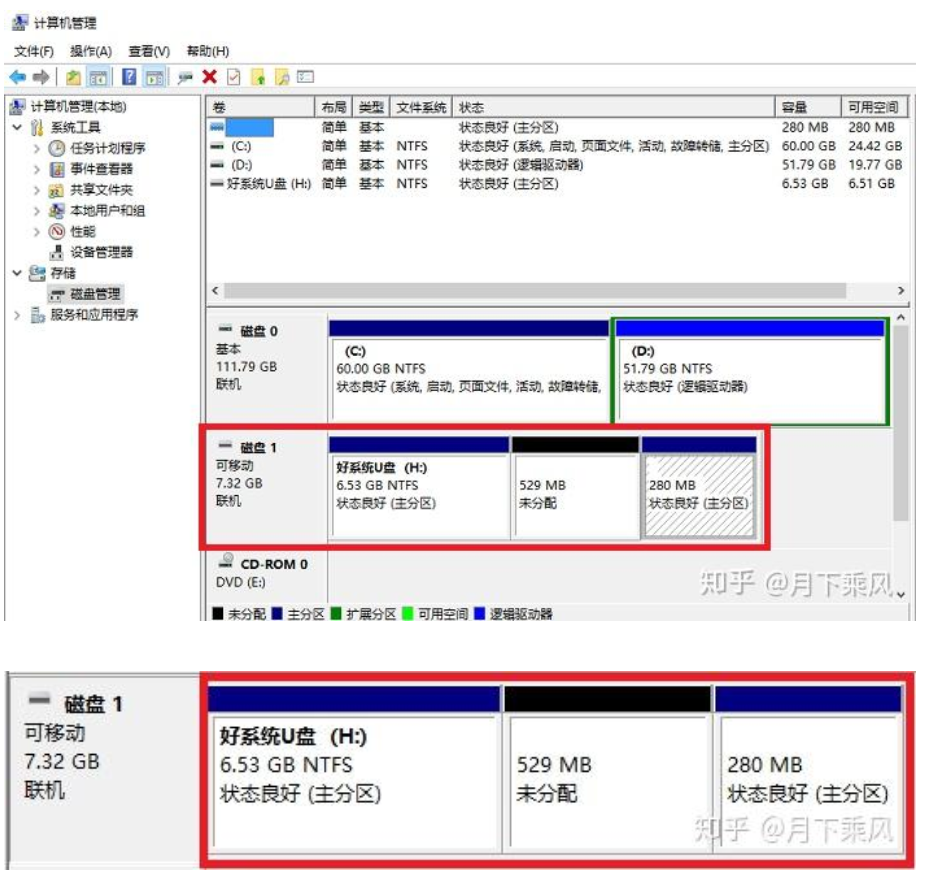 计算机管理
文件(F) 操作(A) 查看(V) 帮助(H)
计算机管理(本地)
系统工具
任务计划程序
事件查看器
共享文件夹
本地用户和组
性能
设备管理器
存储
磁盘管理
服务和应用程序
卷 布局 类型 文件系统 状态 容量 可用空间
简单 基本 状态良好 (主分区) 280 MB 280 MB
(C:) 简单 基本 NTFS 状态良好 (系统, 启动, 页面文件, 活动, 故障转储, 主分区) 60.00 GB 24.42 GB
(D:) 简单 基本 NTFS 状态良好 (逻辑驱动器) 51.79 GB 19.77 GB
好系统U盘 (H:) 简单 基本 NTFS 状态良好 (主分区) 6.53 GB 6.51 GB
磁盘 0
基本
111.79 GB
联机
(C:)
60.00 GB NTFS
状态良好 (系统, 启动, 页面文件, 活动, 故障转储,
(D:)
51.79 GB NTFS
状态良好 (逻辑驱动器)
磁盘 1
可移动
7.32 GB
联机
好系统U盘 (H:)
6.53 GB NTFS
状态良好 (主分区)
529 MB
未分配
280 MB
状态良好 (主分区)
CD-ROM 0
DVD (E:)
知乎 @月下乘风
未分配 主分区 扩展分区 可用空间 逻辑驱动器
磁盘 1
可移动
7.32 GB
联机
好系统U盘 (H:)
6.53 GB NTFS
状态良好 (主分区)
529 MB
未分配
280 MB
状态良好 (主分区)
知乎 @月下乘风